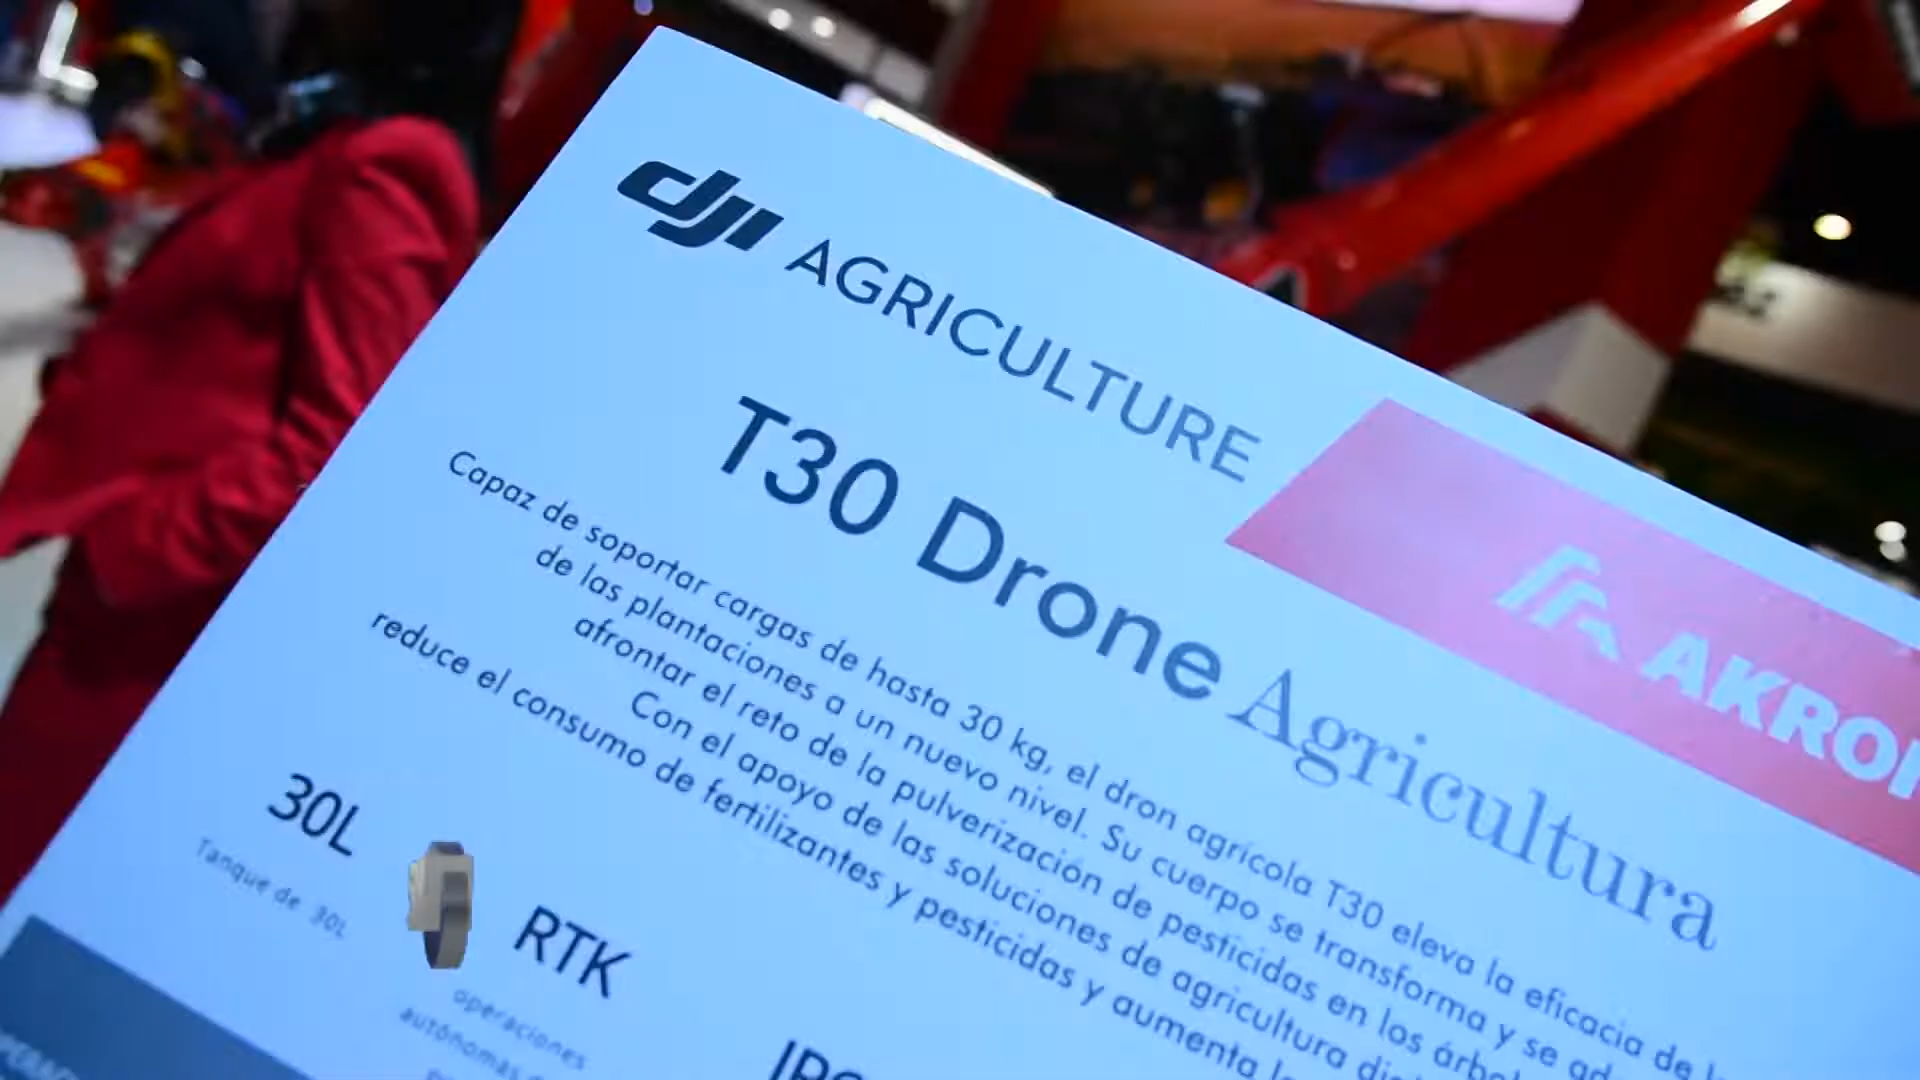 dji AGRICULTURE
AKRO
T30 Drone Agricultura
Capaz de soportar cargas de hasta 30 kg, el dron agrícola T30 eleva la eficacia de
de las plantaciones a un nuevo nivel. Su cuerpo se transforma y se
afrontar el reto de la pulverización de pesticidas en los
Con el apoyo de las soluciones de agricultura
reduce el consumo de fertilizantes y pesticidas y aumenta
30L
Tanque de 30L
RTK
operaciones
autónomas